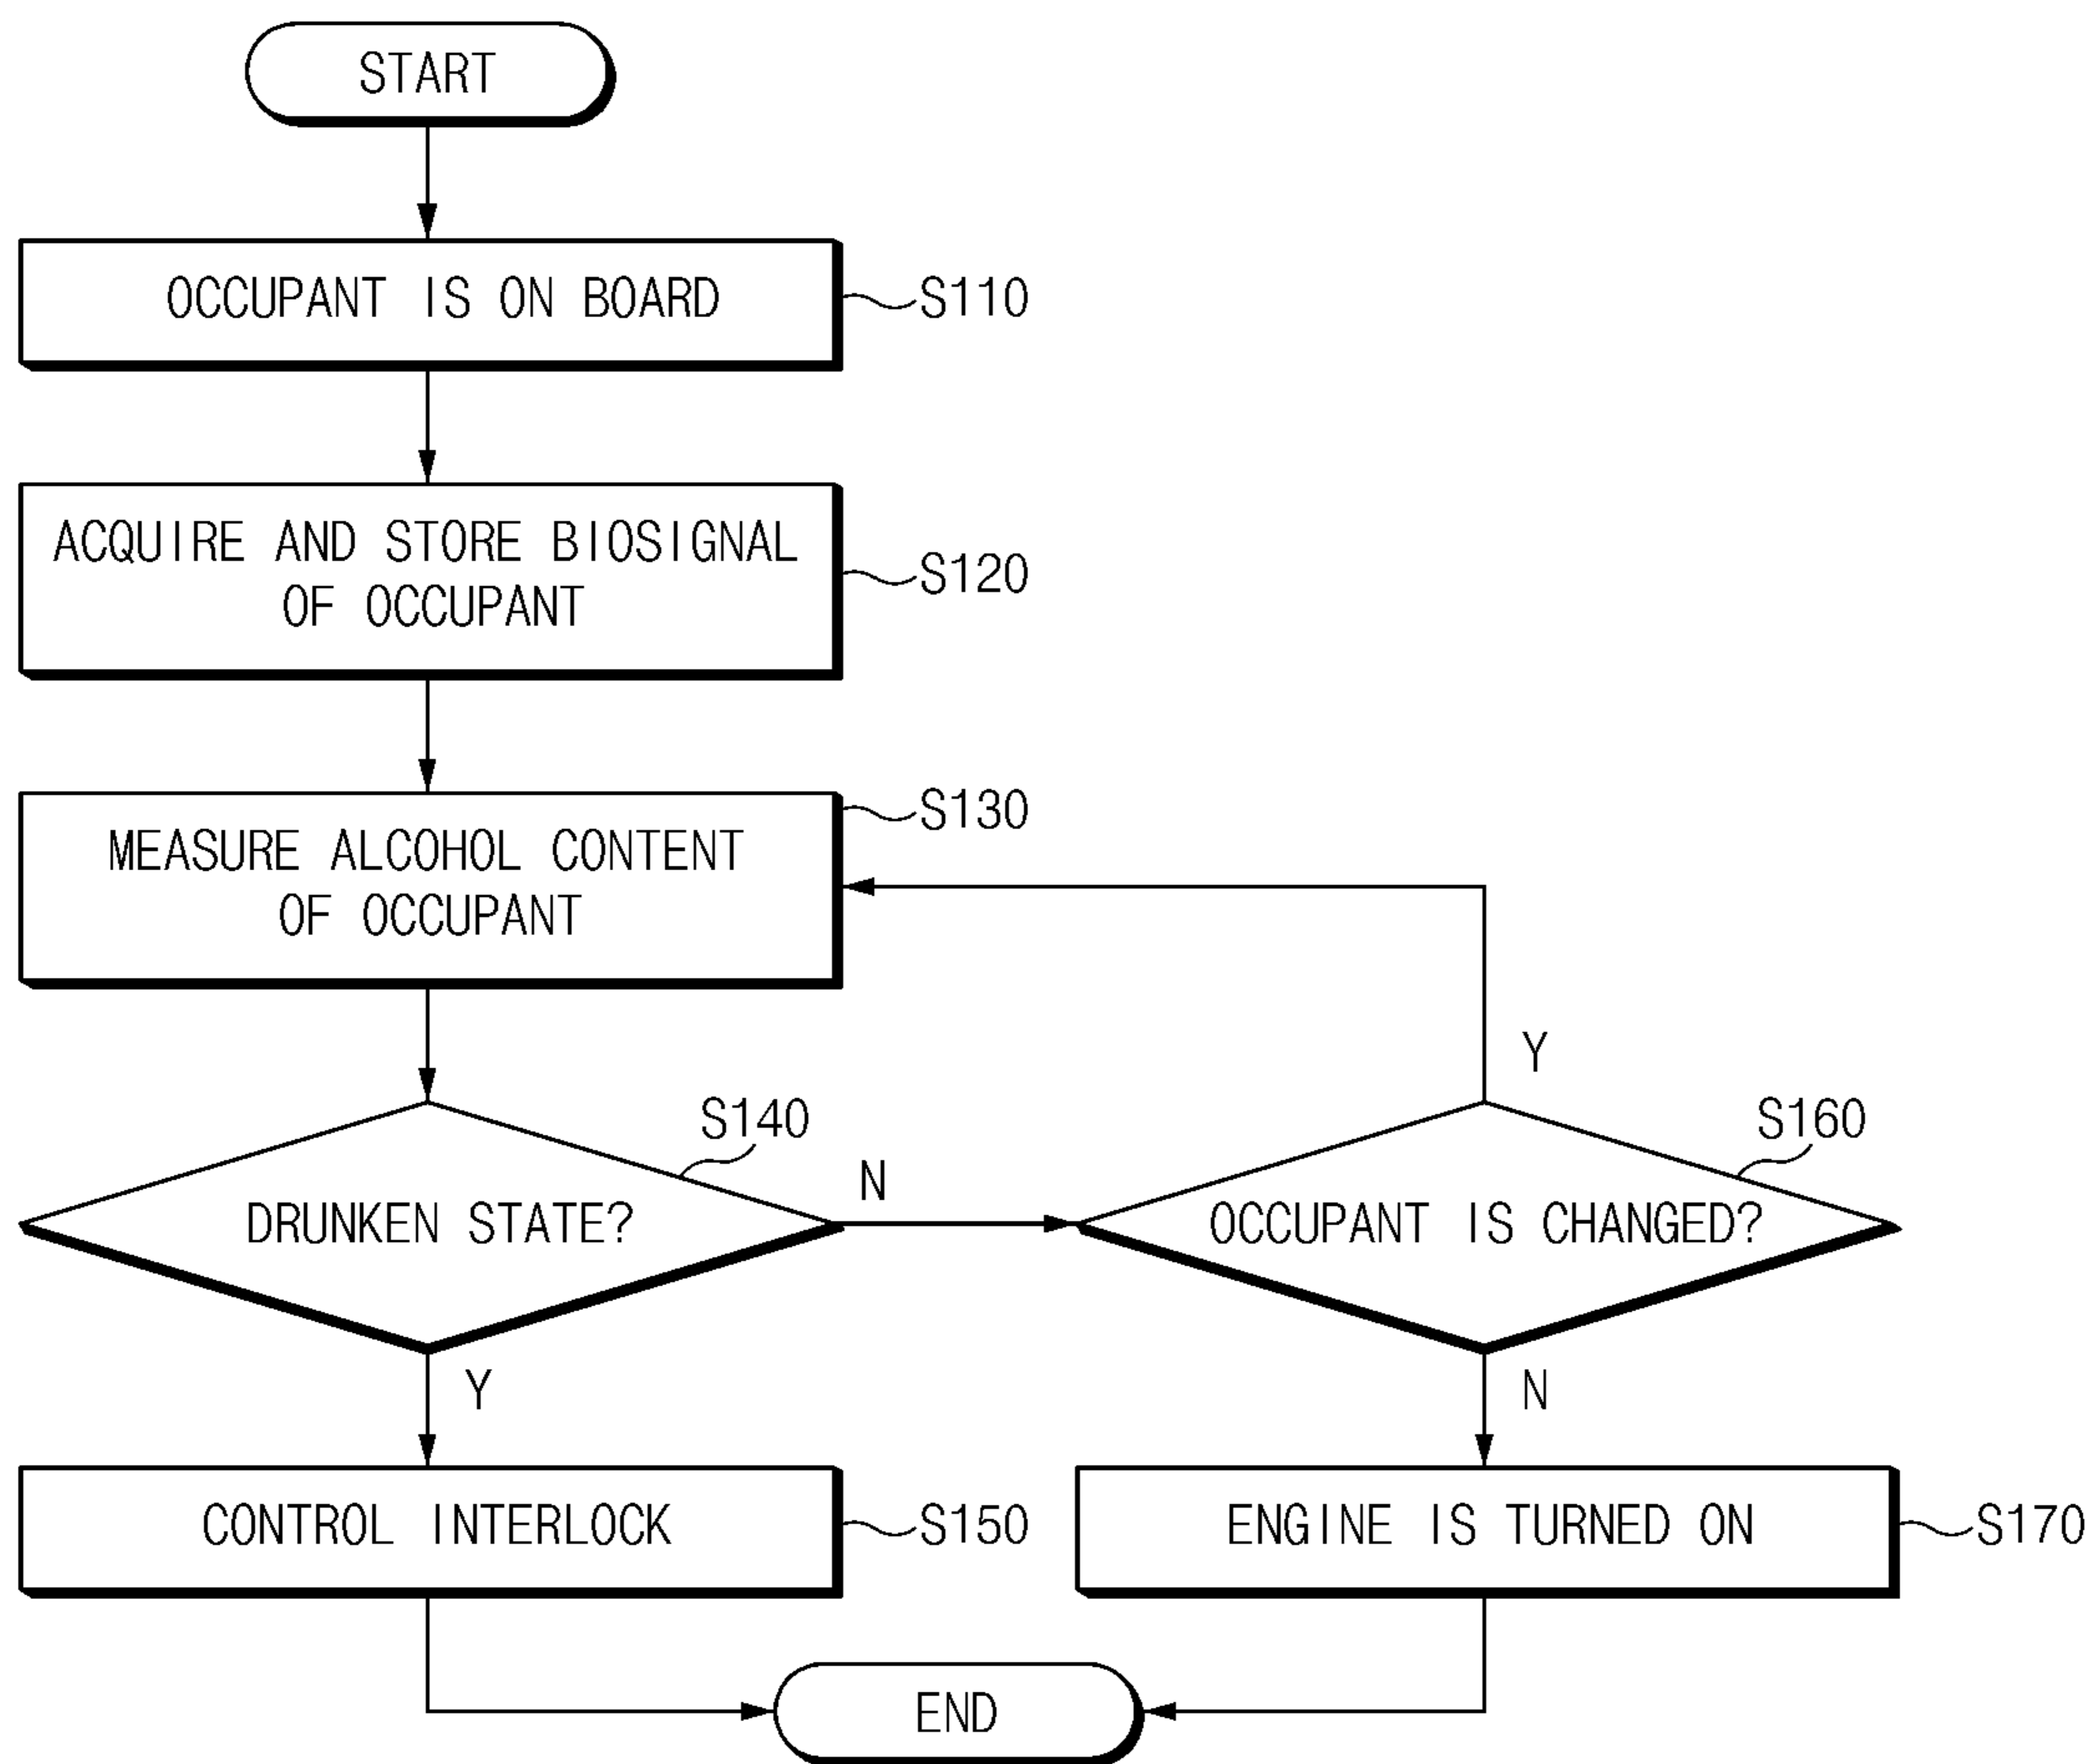 START
OCCUPANT IS ON BOARD
S110
ACQUIRE AND STORE BIOSIGNAL
OF OCCUPANT
S120
MEASURE ALCOHOL CONTENT
OF OCCUPANT
S130
DRUNKEN STATE?
S140
N
Y
OCCUPANT IS CHANGED?
S160
Y
N
CONTROL INTERLOCK
S150
ENGINE IS TURNED ON
S170
END